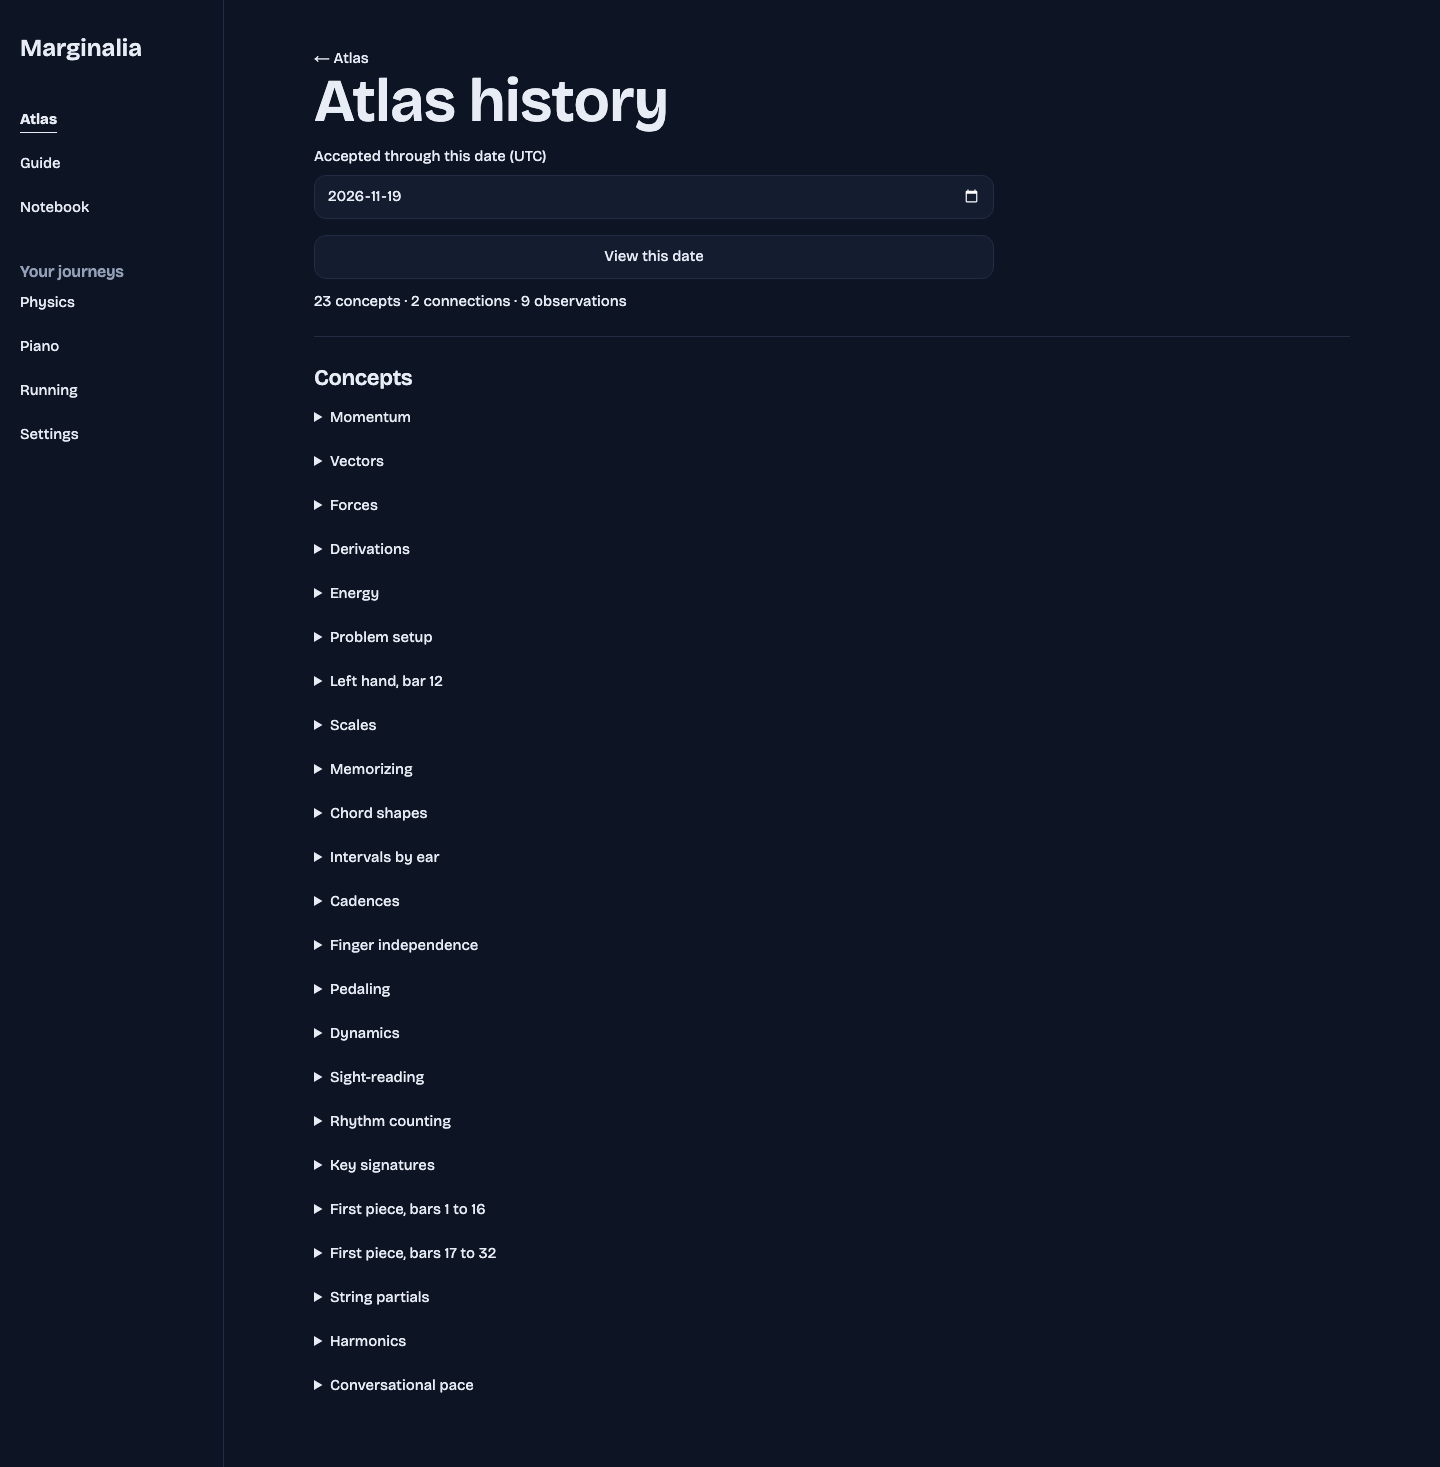 Marginalia
Atlas
Guide
Notebook
Your journeys
Physics
Piano
Running
Settings
← Atlas
Atlas history
Accepted through this date (UTC)
2026-11-19
View this date
23 concepts · 2 connections · 9 observations
Concepts
Momentum
Vectors
Forces
Derivations
Energy
Problem setup
Left hand, bar 12
Scales
Memorizing
Chord shapes
Intervals by ear
Cadences
Finger independence
Pedaling
Dynamics
Sight-reading
Rhythm counting
Key signatures
First piece, bars 1 to 16
First piece, bars 17 to 32
String partials
Harmonics
Conversational pace